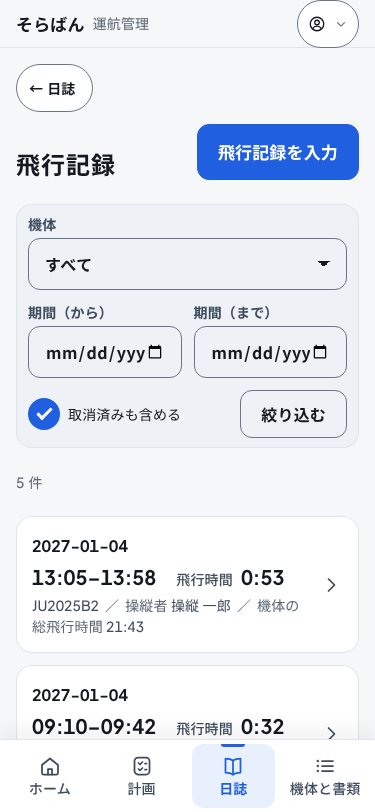 そらばん 運航管理
← 日誌
飛行記録
飛行記録を入力
機体
すべて
期間（から） 期間（まで）
mm/dd/yyy mm/dd/yyy
取消済みも含める
絞り込む
5 件
2027-01-04
13:05–13:58 飛行時間 0:53
JU2025B2 ／ 操縦者 操縦 一郎 ／ 機体の
総飛行時間 21:43
2027-01-04
09:10–09:42 飛行時間 0:32
ホーム 計画 日誌 機体と書類